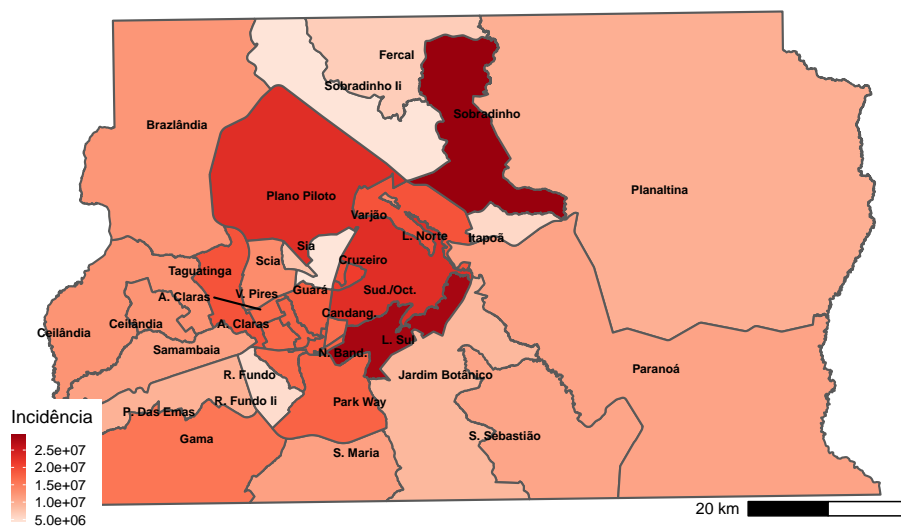 Fercal
Sobradinho Ii
Sobradinho
Brazlândia
Planaltina
Plano Piloto
Varjão
L. Norte
Itapoã
Sia
Cruzeiro
Scia
Taguatinga
V. Pires
Guará
Sud./Oct.
A. Claras
Candang.
Ceilândia
A. Claras
Ceilândia
L. Sul
Samambaia
N. Band.
R. Fundo
Jardim Botânico
Paranoá
R. Fundo Ii
Park Way
P. Das Emas
Gama
S. Sebastião
S. Maria
Incidência
2.5e+07
2.0e+07
1.5e+07
1.0e+07
5.0e+06
20 km